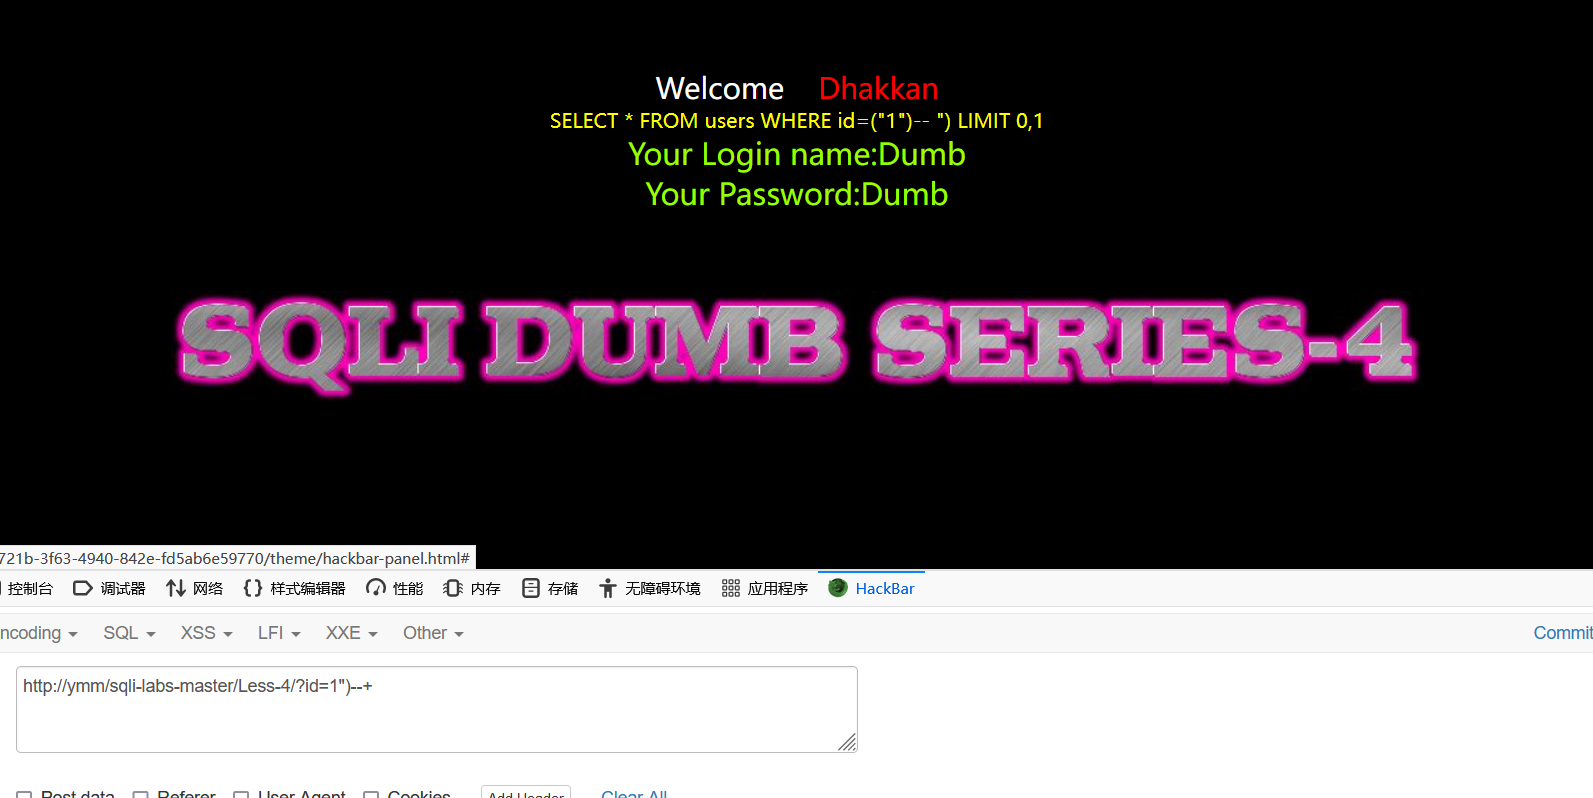 Welcome Dhakkan
SELECT * FROM users WHERE id=("1")-- ") LIMIT 0,1
Your Login name:Dumb
Your Password:Dumb
SQLI DUMB SERIES-4
721b-3f63-4940-842e-fd5ab6e59770/theme/hackbar-panel.html#
控制台 调试器 网络 样式编辑器 性能 内存 存储 无障碍环境 应用程序 HackBar
ncoding SQL XSS LFI XXE Other Commit
http://ymm/sqli-labs-master/Less-4/?id=1")--+
Post data Referer User Agent Cookies Add Header Clear All